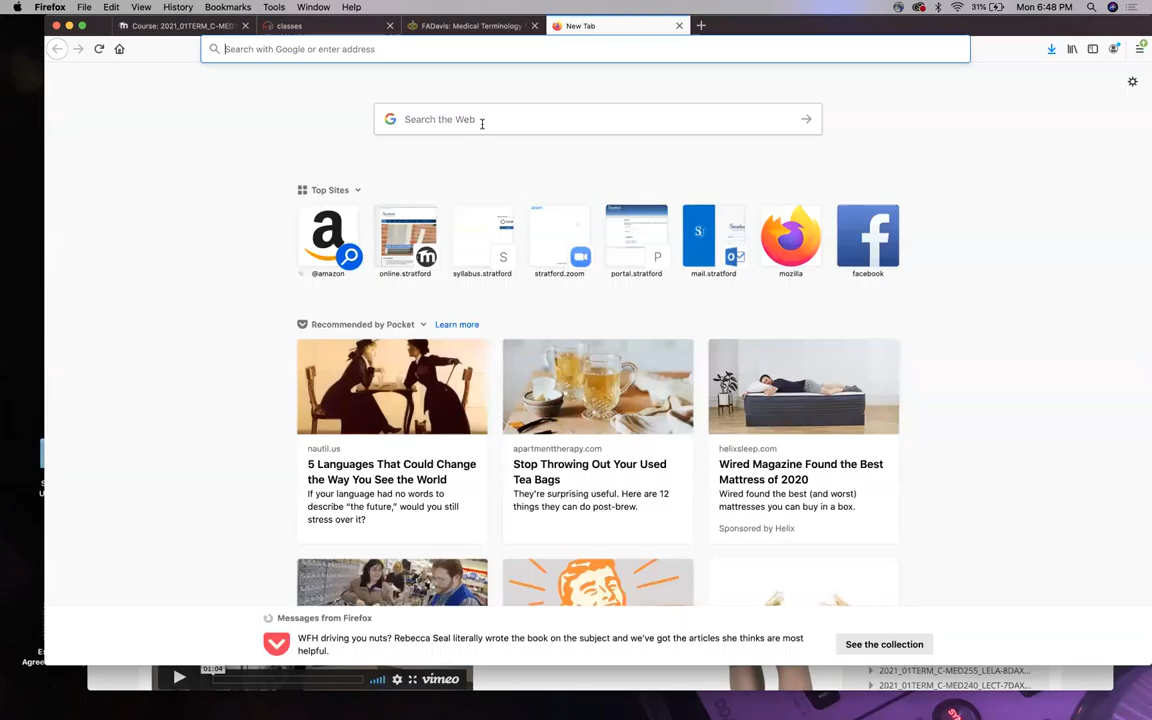 Firefox File Edit View History Bookmarks Tools Window Help 31% Mon 6:48 PM
Course: 2021_01TERM_C-MED classes FADavis: Medical Terminology New Tab
Search with Google or enter address
Search the Web
Top Sites
@amazon online.stratford syllabus.stratford stratford.zoom portal.stratford mail.stratford mozilla facebook
Recommended by Pocket Learn more
nautil.us
5 Languages That Could Change
the Way You See the World
If your language had no words to
describe “the future,” would you still
stress over it?
apartmenttherapy.com
Stop Throwing Out Your Used
Tea Bags
They’re surprising useful. Here are 12
things they can do post-brew.
helixsleep.com
Wired Magazine Found the Best
Mattress of 2020
Wired found the best (and worst)
mattresses you can buy in a box.
Sponsored by Helix
Messages from Firefox
WFH driving you nuts? Rebecca Seal literally wrote the book on the subject and we’ve got the articles she thinks are most
helpful.
See the collection
01:04
vimeo
2021_01TERM_C-MED255_LELA-8DAX...
2021_01TERM_C-MED240_LECT-7DAX...